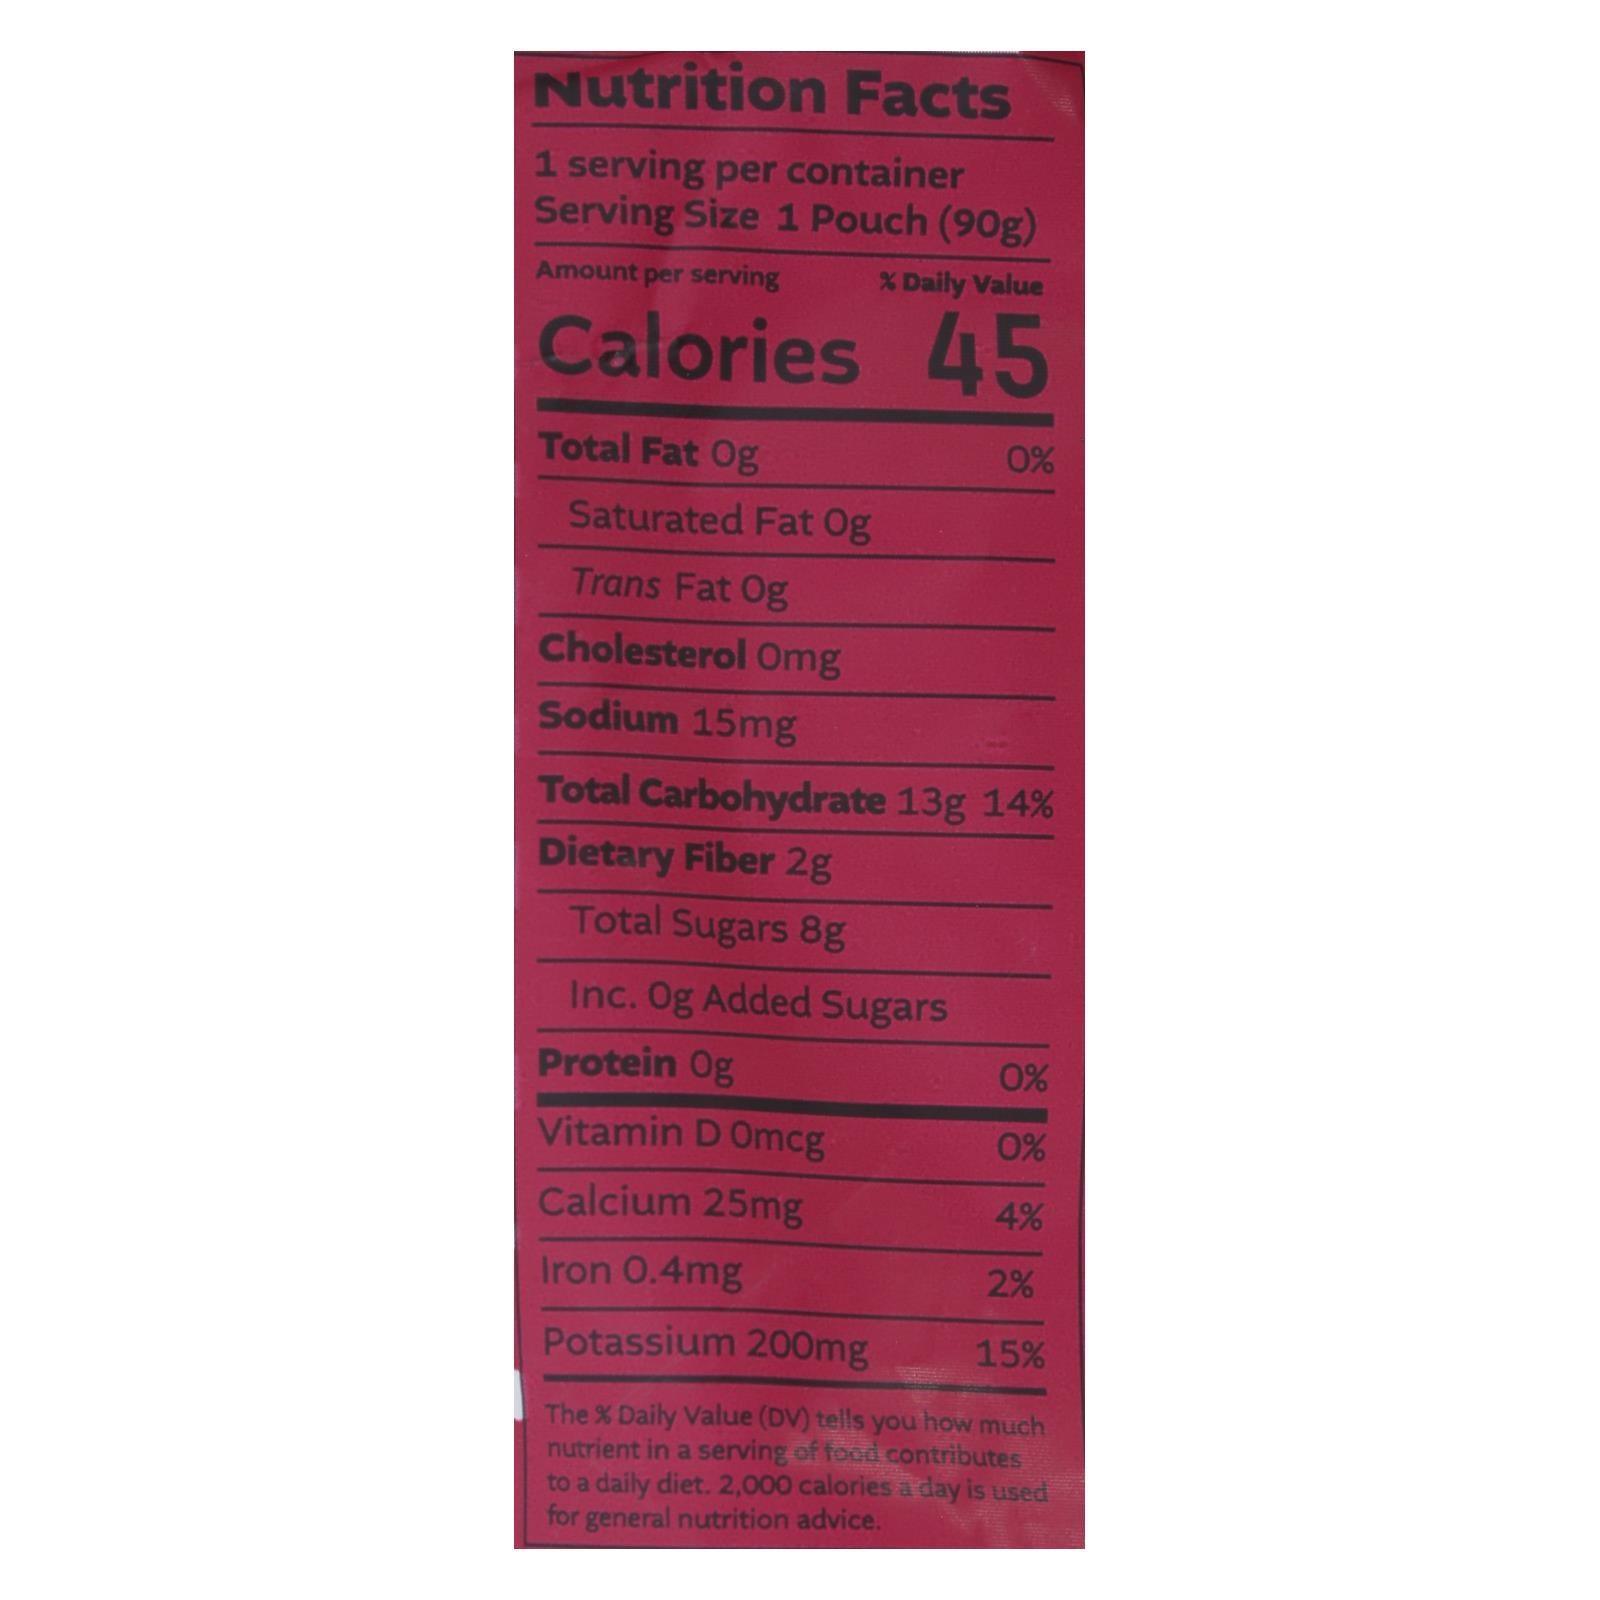 Nutrition Facts
1 serving per container
Serving Size 1 Pouch (90g)
Amount per serving % Daily Value
Calories 45
Total Fat 0g 0%
Saturated Fat 0g
Trans Fat 0g
Cholesterol 0mg
Sodium 15mg
Total Carbohydrate 13g 14%
Dietary Fiber 2g
Total Sugars 8g
Inc. 0g Added Sugars
Protein 0g 0%
Vitamin D 0mcg 0%
Calcium 25mg 4%
Iron 0.4mg 2%
Potassium 200mg 15%
The % Daily Value (DV) tells you how much
nutrient in a serving of food contributes
to a daily diet. 2,000 calories a day is used
for general nutrition advice.